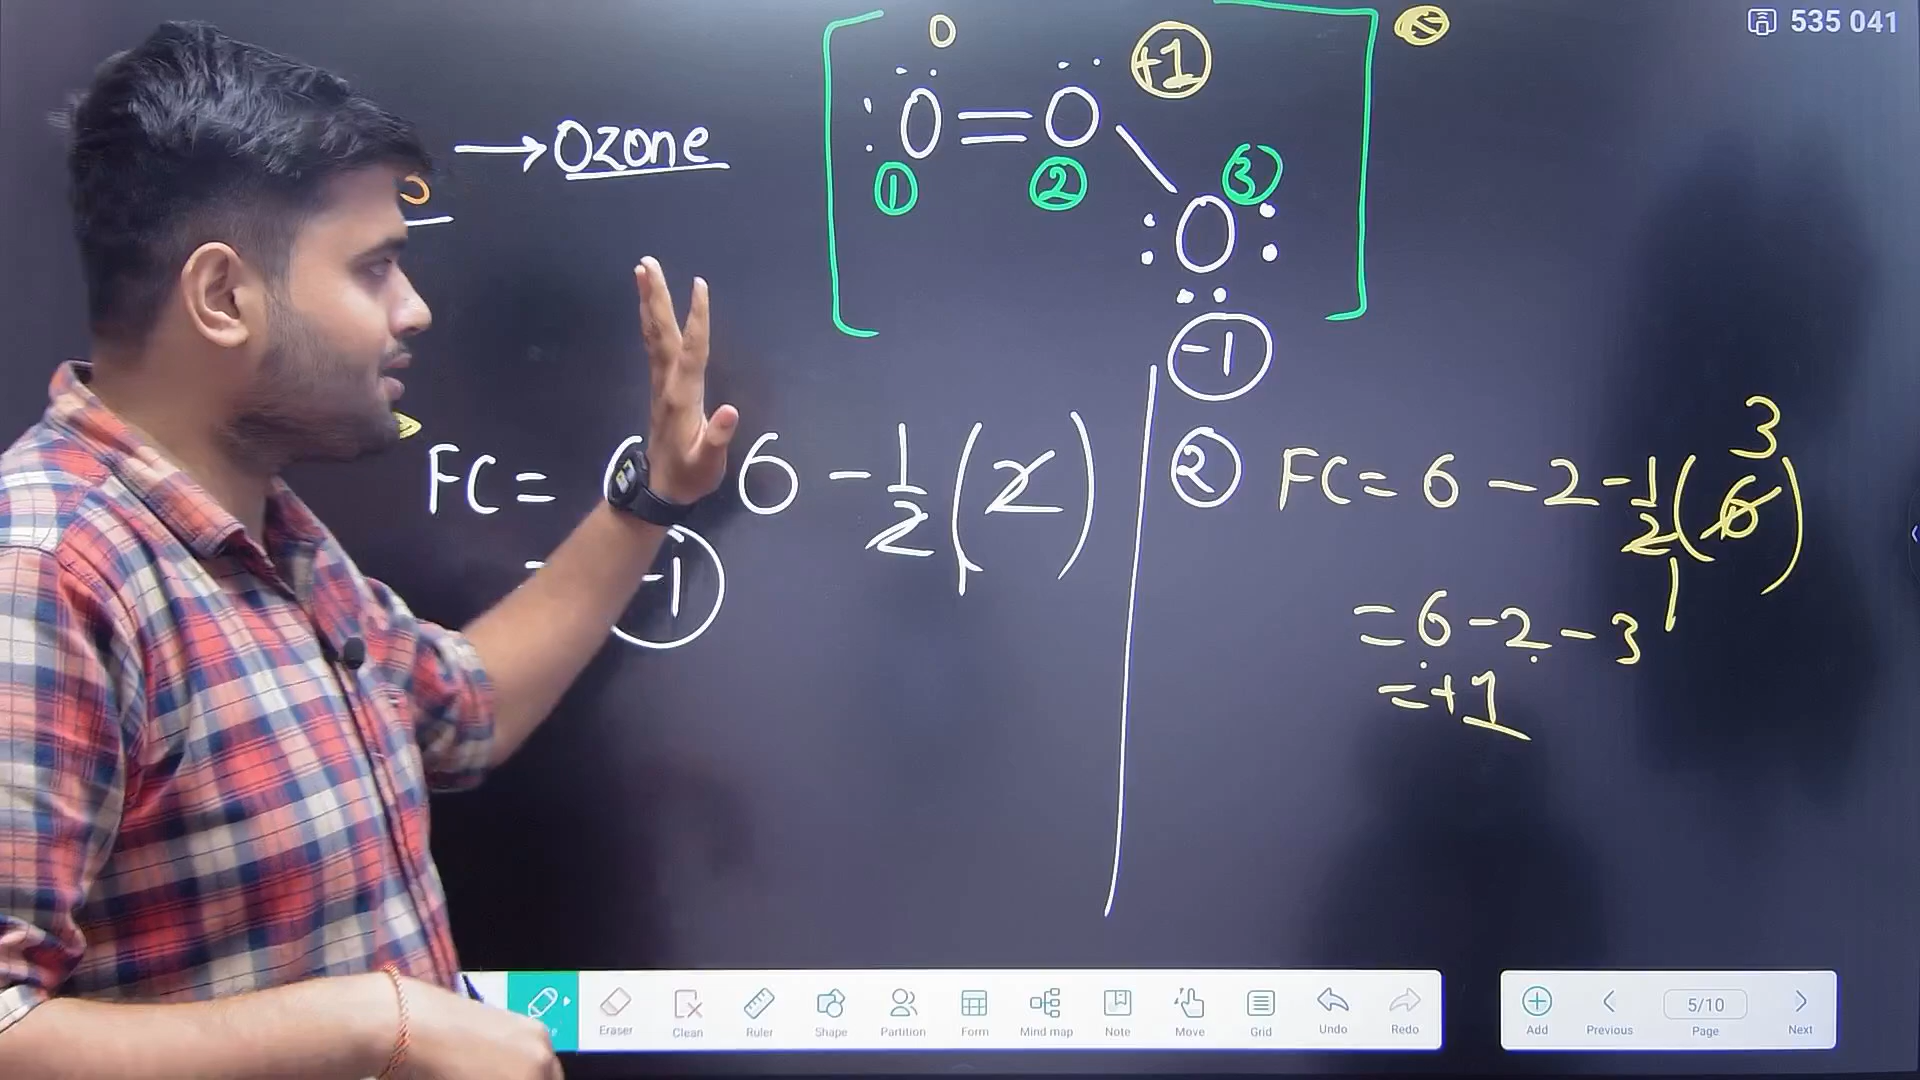 535 041
0
+1
→Ozone
:O=O
1 2 3
O
-1
FC = 6 - 1/2 (2)
-1
② FC = 6 - 2 - 1/2 (6) 3
1
= 6 - 2 - 3
= +1
Eraser Clean Ruler Shape Partition Form Mind map Note Move Grid Undo Redo
Add Previous 5/10 Page Next